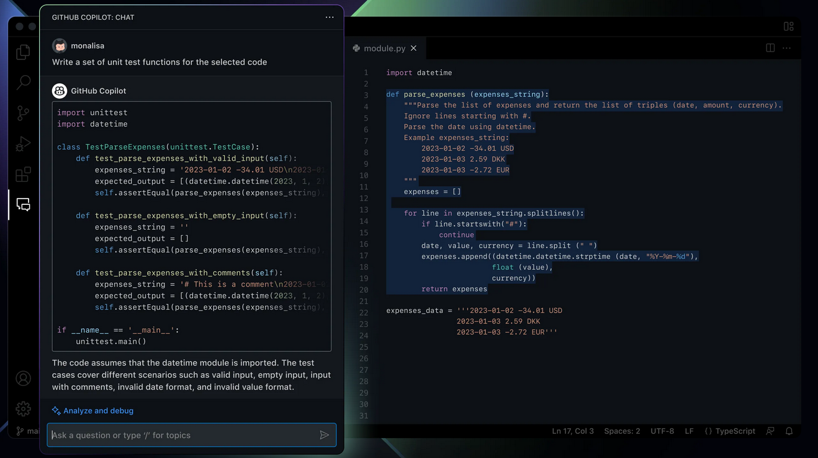 GITHUB COPILOT: CHAT
monalisa
Write a set of unit test functions for the selected code
GitHub Copilot
import unittest
import datetime
class TestParseExpenses(unittest.TestCase):
def test_parse_expenses_with_valid_input(self):
expenses_string = '2023-01-02 -34.01 USD\n2023-0
expected_output = [(datetime.datetime(2023, 1, 2)
self.assertEqual(parse_expenses(expenses_string)
def test_parse_expenses_with_empty_input(self):
expenses_string = ''
expected_output = []
self.assertEqual(parse_expenses(expenses_string)
def test_parse_expenses_with_comments(self):
expenses_string = '# This is a comment\n2023-01-0
expected_output = [(datetime.datetime(2023, 1, 2)
self.assertEqual(parse_expenses(expenses_string)
if __name__ == '__main__':
unittest.main()
The code assumes that the datetime module is imported. The test
cases cover different scenarios such as valid input, empty input, input
with comments, invalid date format, and invalid value format.
Analyze and debug
Ask a question or type '/' for topics
mai
module.py
1 import datetime
2
3 def parse_expenses (expenses_string):
4 """Parse the list of expenses and return the list of triples (date, amount, currency).
5 Ignore lines starting with #.
6 Parse the date using datetime.
7 Example expenses_string:
8 2023-01-02 -34.01 USD
9 2023-01-03 2.59 DKK
10 2023-01-03 -2.72 EUR
11 """
12 expenses = []
13
14 for line in expenses_string.splitlines():
15 if line.startswith("#"):
16 continue
17 date, value, currency = line.split (" ")
18 expenses.append((datetime.datetime.strptime (date, "%Y-%m-%d"),
19 float (value),
20 currency))
21 return expenses
22
23 expenses_data = '''2023-01-02 -34.01 USD
24 2023-01-03 2.59 DKK
25 2023-01-03 -2.72 EUR'''
26
27
28
29
30
31
Ln 17, Col 3 Spaces: 2 UTF-8 LF {} TypeScript